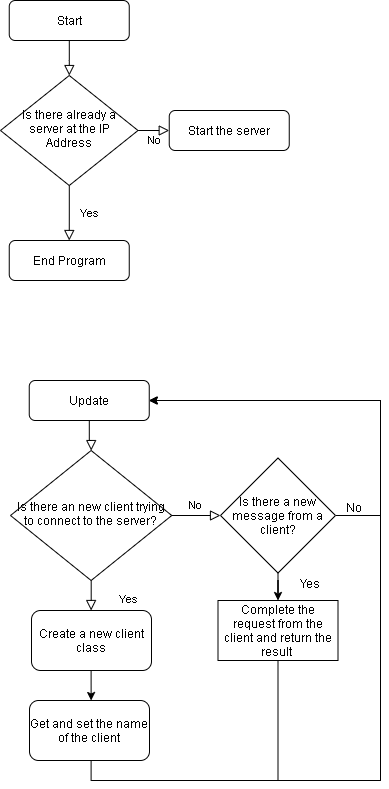 Start
Is there already a
server at the IP
Address
No
Start the server
Yes
End Program
Update
Is there an new client trying
to connect to the server?
No
Is there a new
message from a
client?
No
Yes
Create a new client
class
Yes
Complete the
request from the
client and return the
result
Get and set the name
of the client